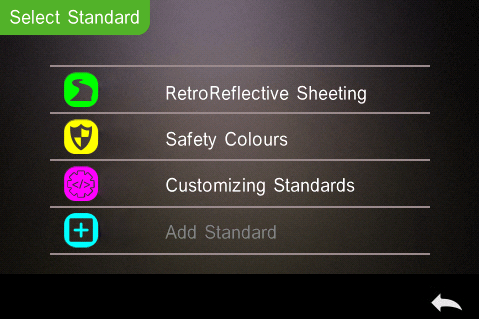 Select Standard
RetroReflective Sheeting
Safety Colours
</>
Customizing Standards
Add Standard